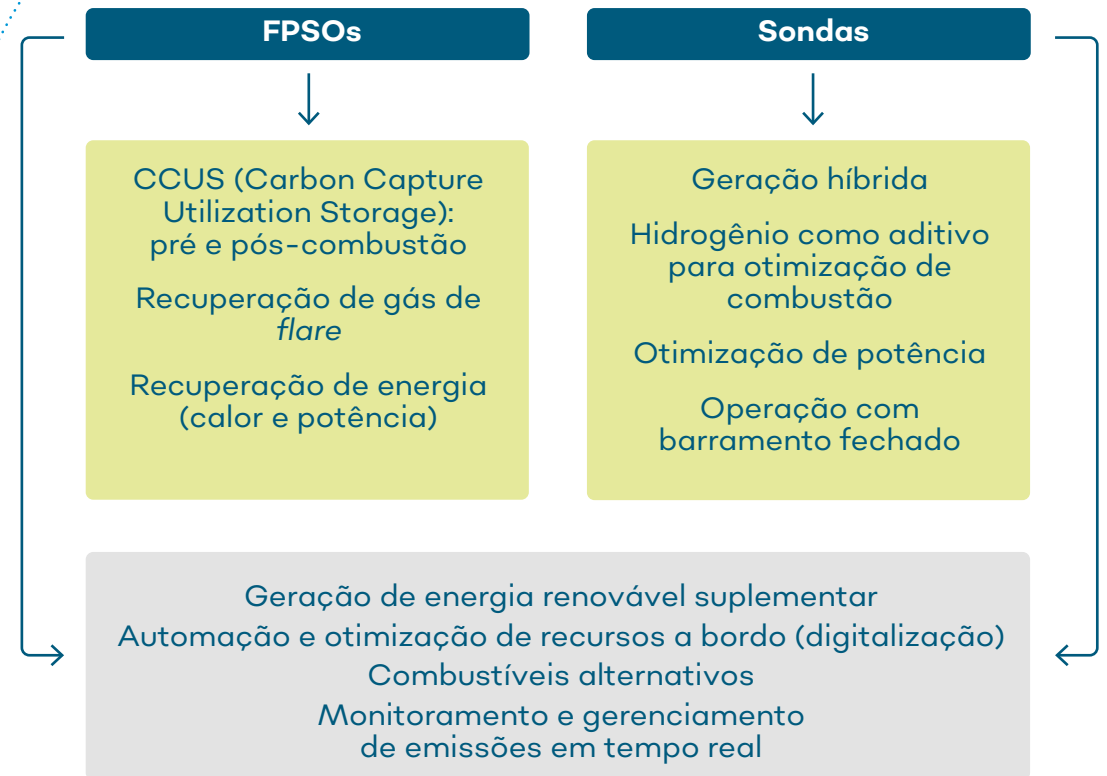 FPSOs
CCUS (Carbon Capture
Utilization Storage):
pré e pós-combustão
Recuperação de gás de
flare
Recuperação de energia
(calor e potência)
Sondas
Geração híbrida
Hidrogênio como aditivo
para otimização de
combustão
Otimização de potência
Operação com
barramento fechado
Geração de energia renovável suplementar
Automação e otimização de recursos a bordo (digitalização)
Combustíveis alternativos
Monitoramento e gerenciamento
de emissões em tempo real